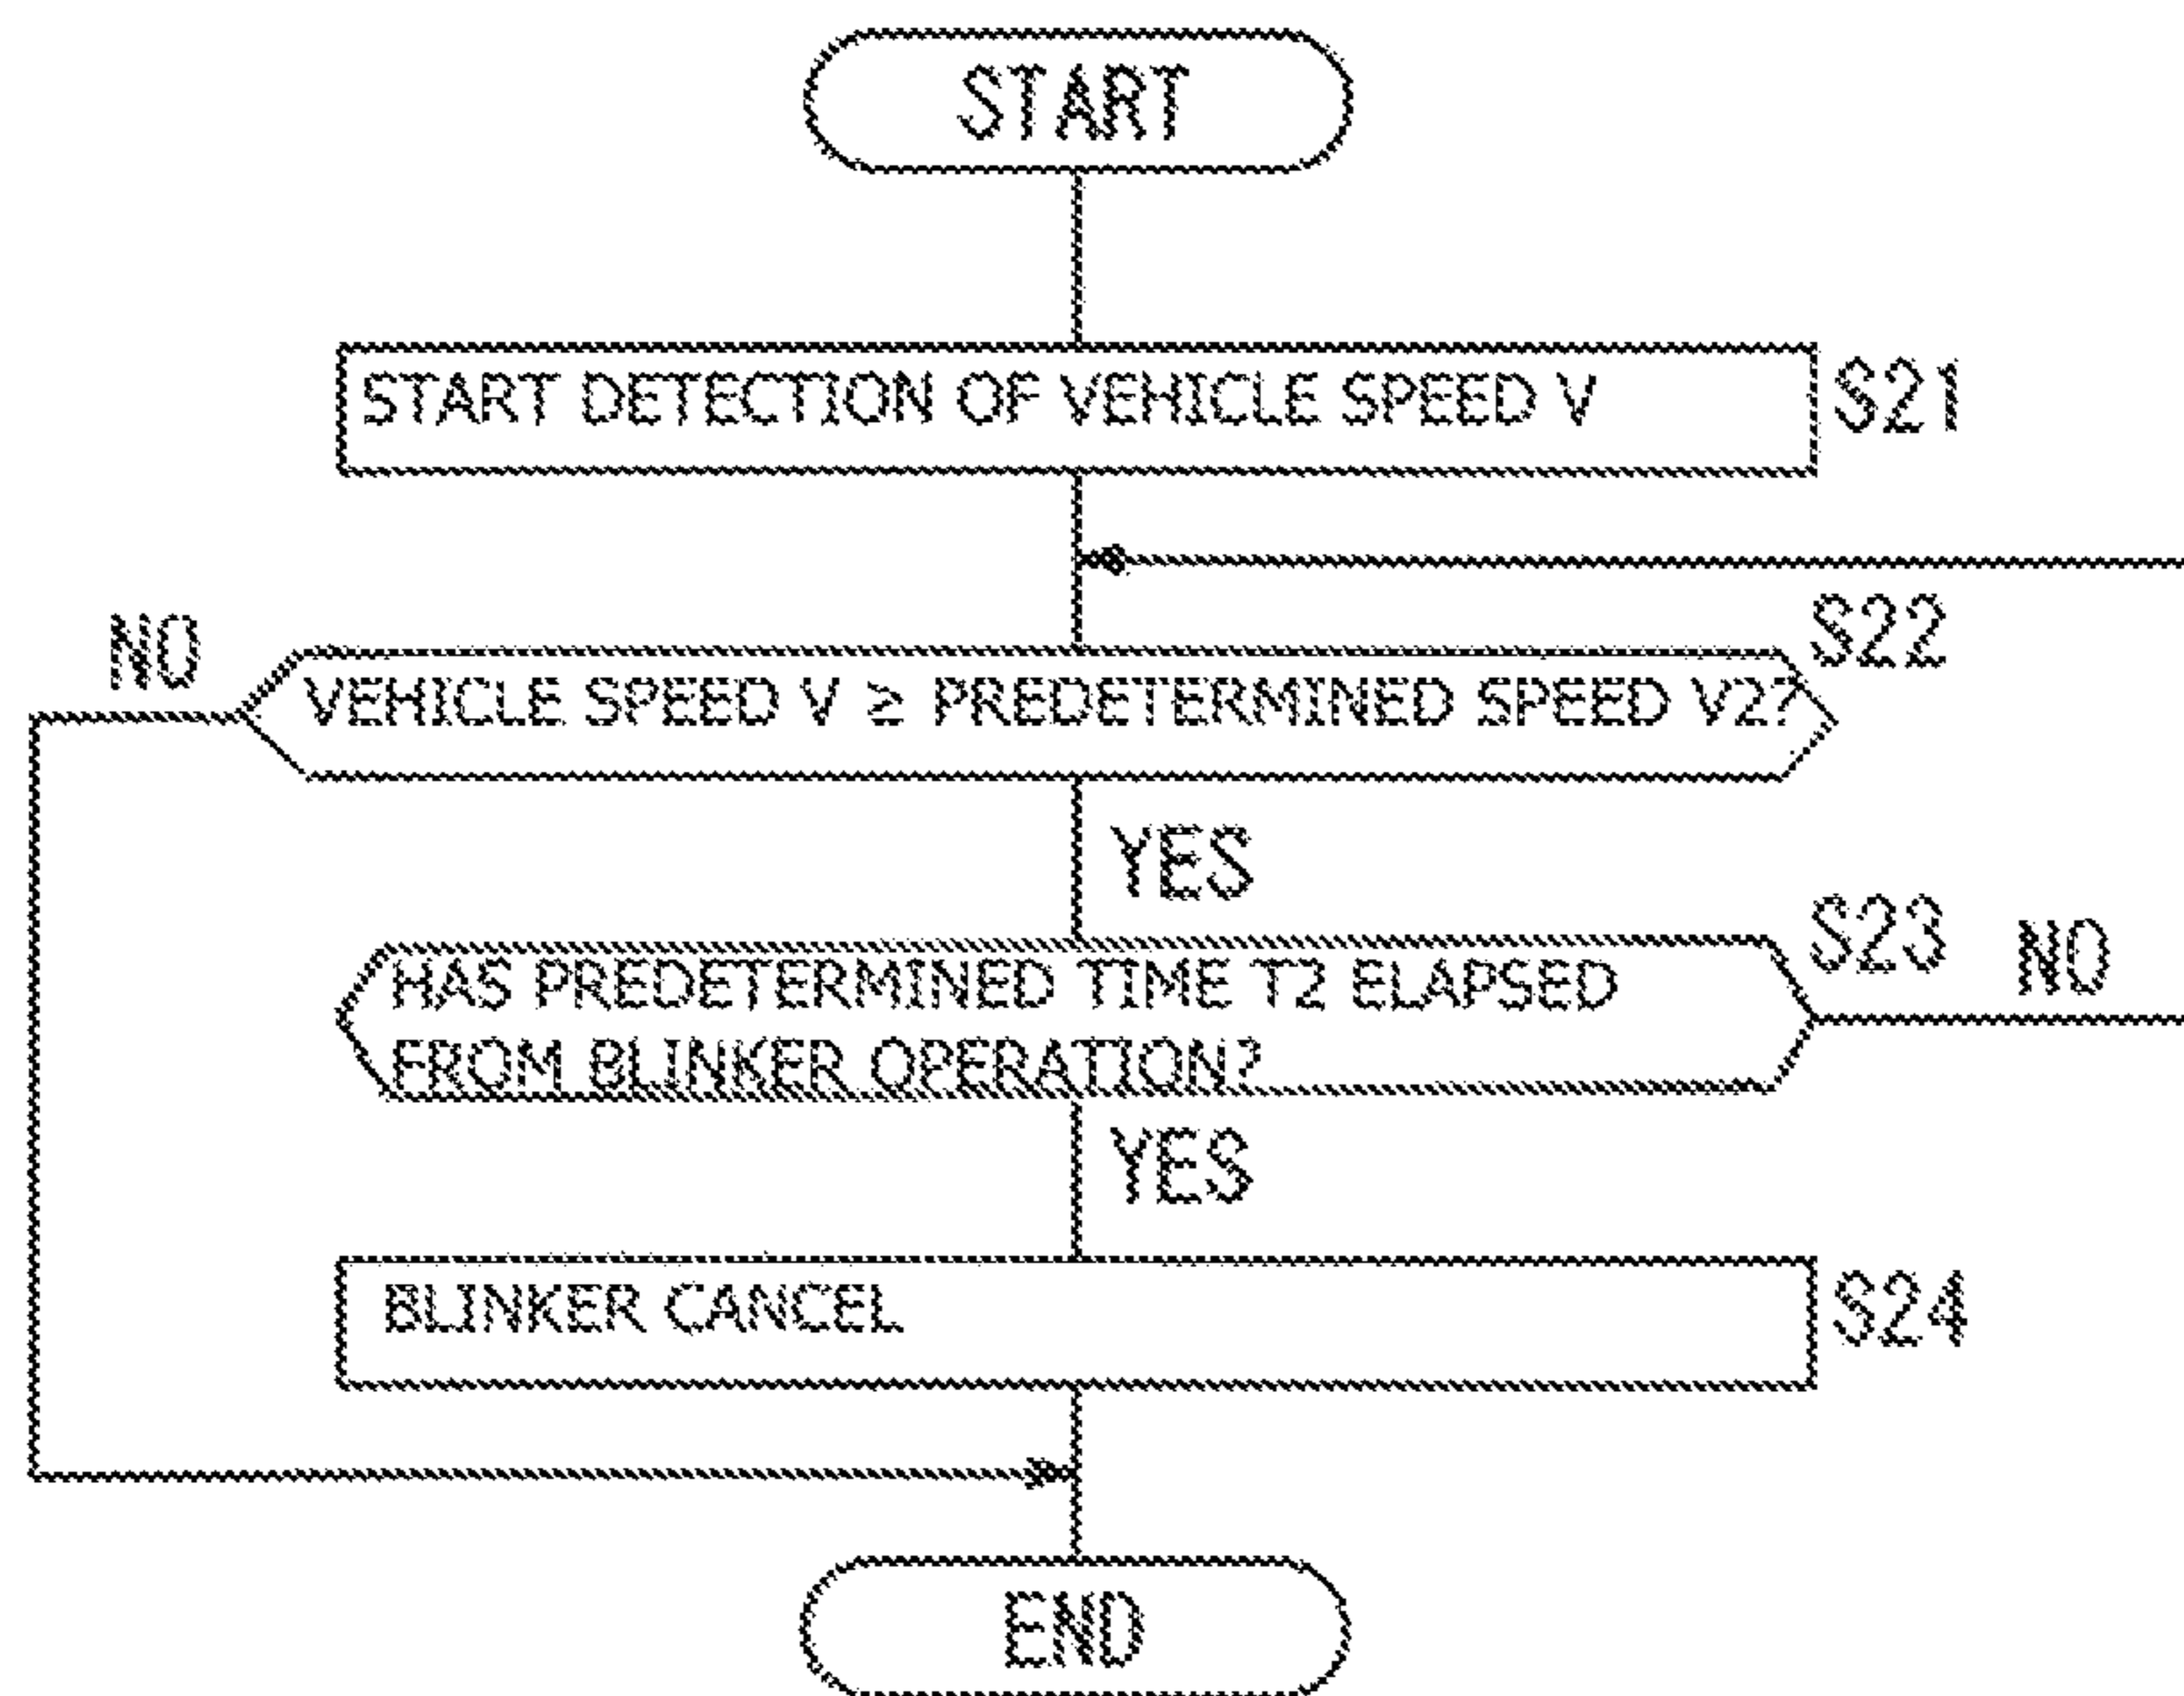 START
START DETECTION OF VEHICLE SPEED V
S21
S22
NO
VEHICLE SPEED V ≥ PREDETERMINED SPEED V2?
YES
S23
NO
HAS PREDETERMINED TIME T2 ELAPSED
FROM BLINKER OPERATION?
YES
BLINKER CANCEL
S24
END